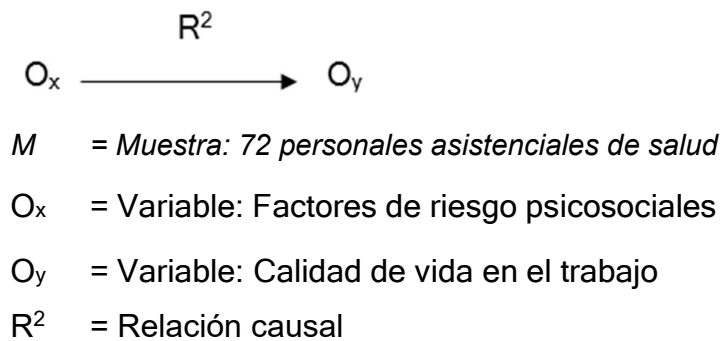 R²
Oₓ Oᵧ
M = Muestra: 72 personales asistenciales de salud
Oₓ = Variable: Factores de riesgo psicosociales
Oᵧ = Variable: Calidad de vida en el trabajo
R² = Relación causal